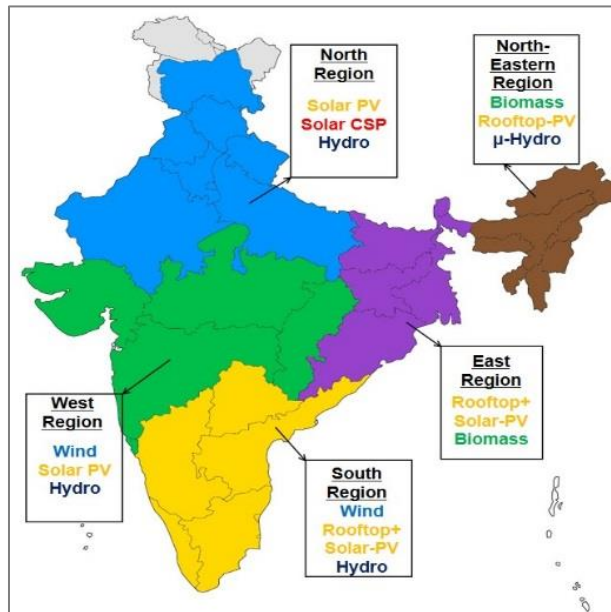 North
Region
Solar PV
Solar CSP
Hydro
North-
Eastern
Region
Biomass
Rooftop-PV
µ-Hydro
West
Region
Wind
Solar PV
Hydro
South
Region
Wind
Rooftop+
Solar-PV
Hydro
East
Region
Rooftop+
Solar-PV
Biomass